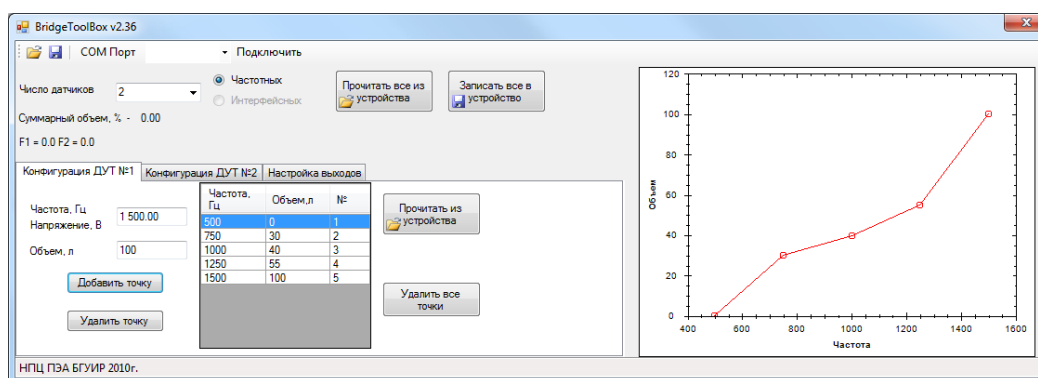 BridgeToolBox v2.36
COM Порт Подключить
Число датчиков 2
Частотных
Интерфейсных
Прочитать все из
устройства
Записать все в
устройство
Суммарный объем, % - 0.00
F1 = 0.0 F2 = 0.0
Конфигурация ДУТ №1 Конфигурация ДУТ №2 Настройка выходов
Частота, Гц
Напряжение, В
1 500.00
Объем, л 100
Добавить точку
Удалить точку
Частота,
Гц
Объем,л №
500 0 1
750 30 2
1000 40 3
1250 55 4
1500 100 5
Прочитать из
устройства
Удалить все
точки
120
100
80
60
40
20
0
Объем
400 600 800 1000 1200 1400 1600
Частота
НПЦ ПЭА БГУИР 2010г.